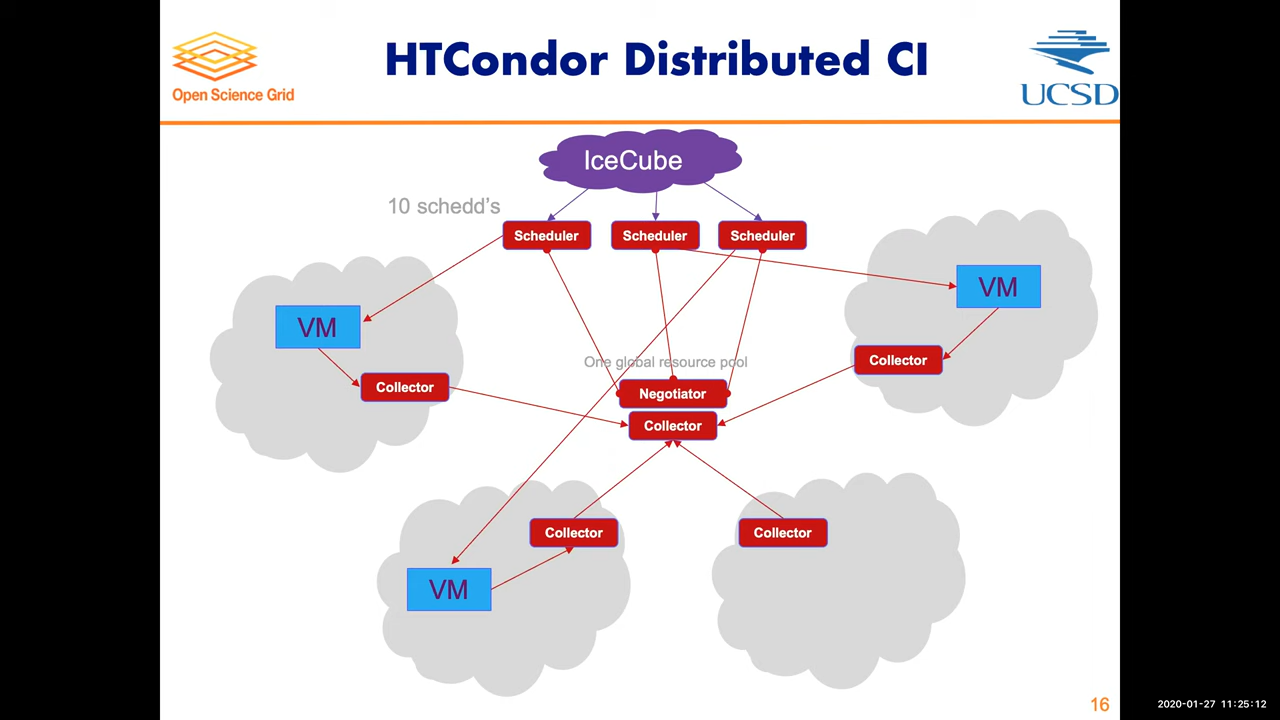 HTCondor Distributed CI
Open Science Grid
UCSD
IceCube
10 schedd's
Scheduler
Scheduler
Scheduler
VM
VM
Collector
Collector
One global resource pool
Negotiator
Collector
Collector
Collector
VM
16
2020-01-27 11:25:12